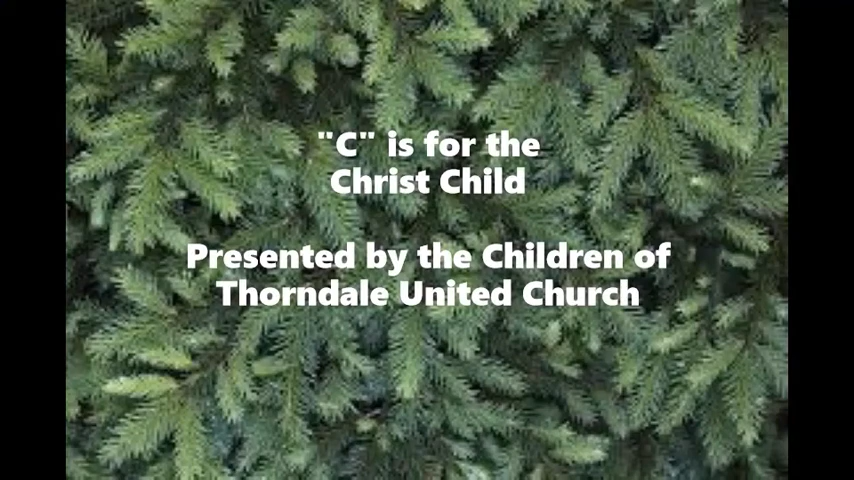 "C" is for the
Christ Child
Presented by the Children of
Thorndale United Church